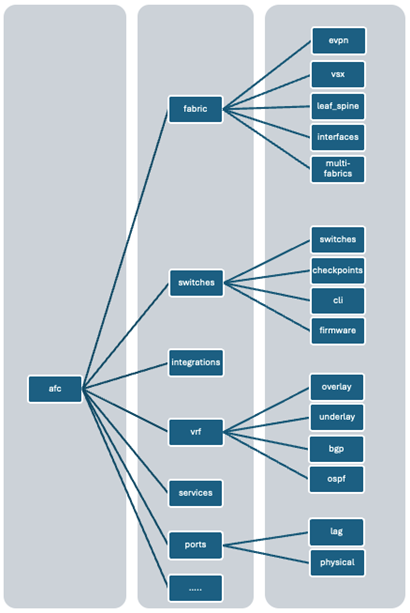 afc
fabric
evpn
vsx
leaf_spine
interfaces
multi-
fabrics
switches
switches
checkpoints
cli
firmware
integrations
vrf
overlay
underlay
bgp
ospf
services
ports
lag
physical
.....